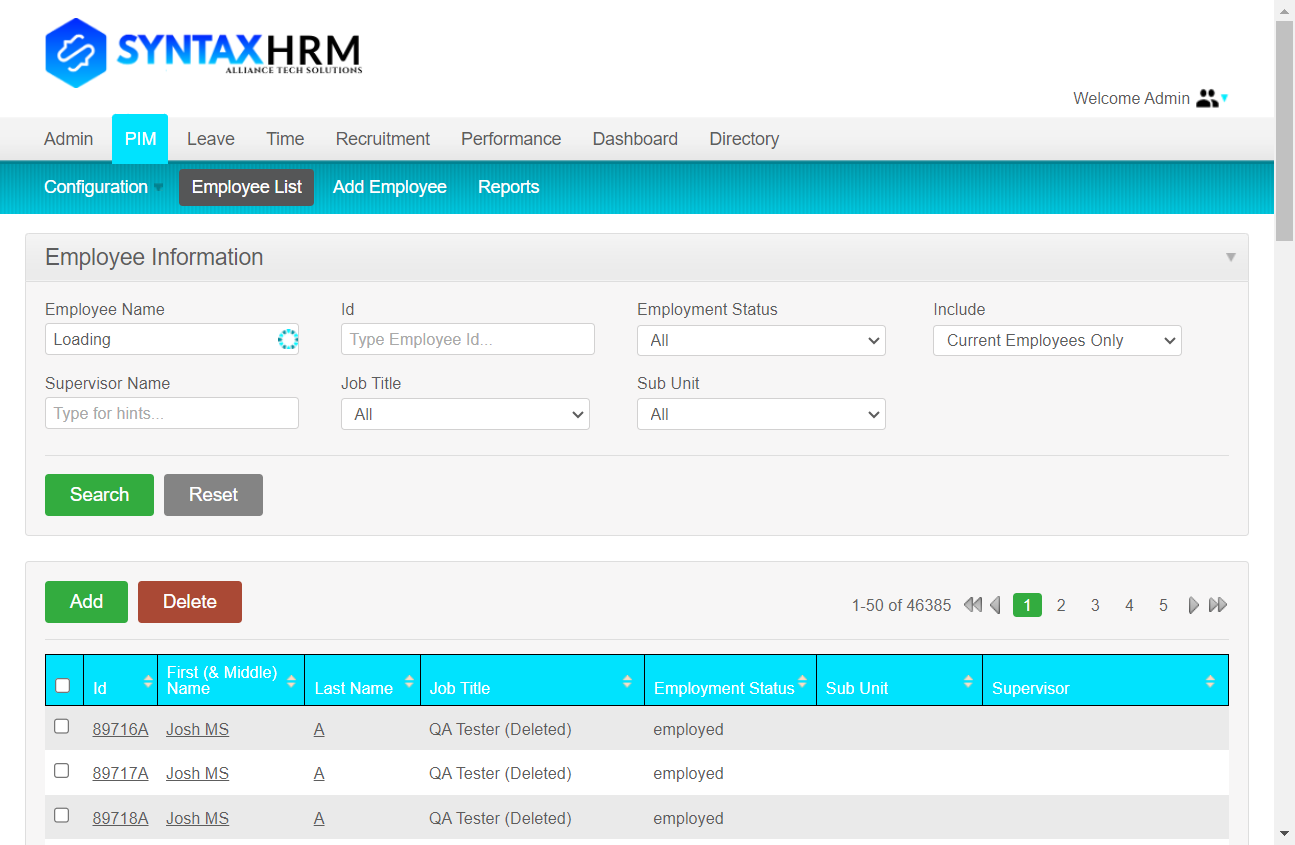 SYNTAXHRM
ALLIANCE TECH SOLUTIONS
Welcome Admin
Admin PIM Leave Time Recruitment Performance Dashboard Directory
Configuration Employee List Add Employee Reports
Employee Information
Employee Name Id Employment Status Include
Loading Type Employee Id... All Current Employees Only
Supervisor Name Job Title Sub Unit
Type for hints... All All
Search Reset
Add Delete 1-50 of 46385 1 2 3 4 5
Id First (& Middle) Name Last Name Job Title Employment Status Sub Unit Supervisor
89716A Josh MS A QA Tester (Deleted) employed
89717A Josh MS A QA Tester (Deleted) employed
89718A Josh MS A QA Tester (Deleted) employed